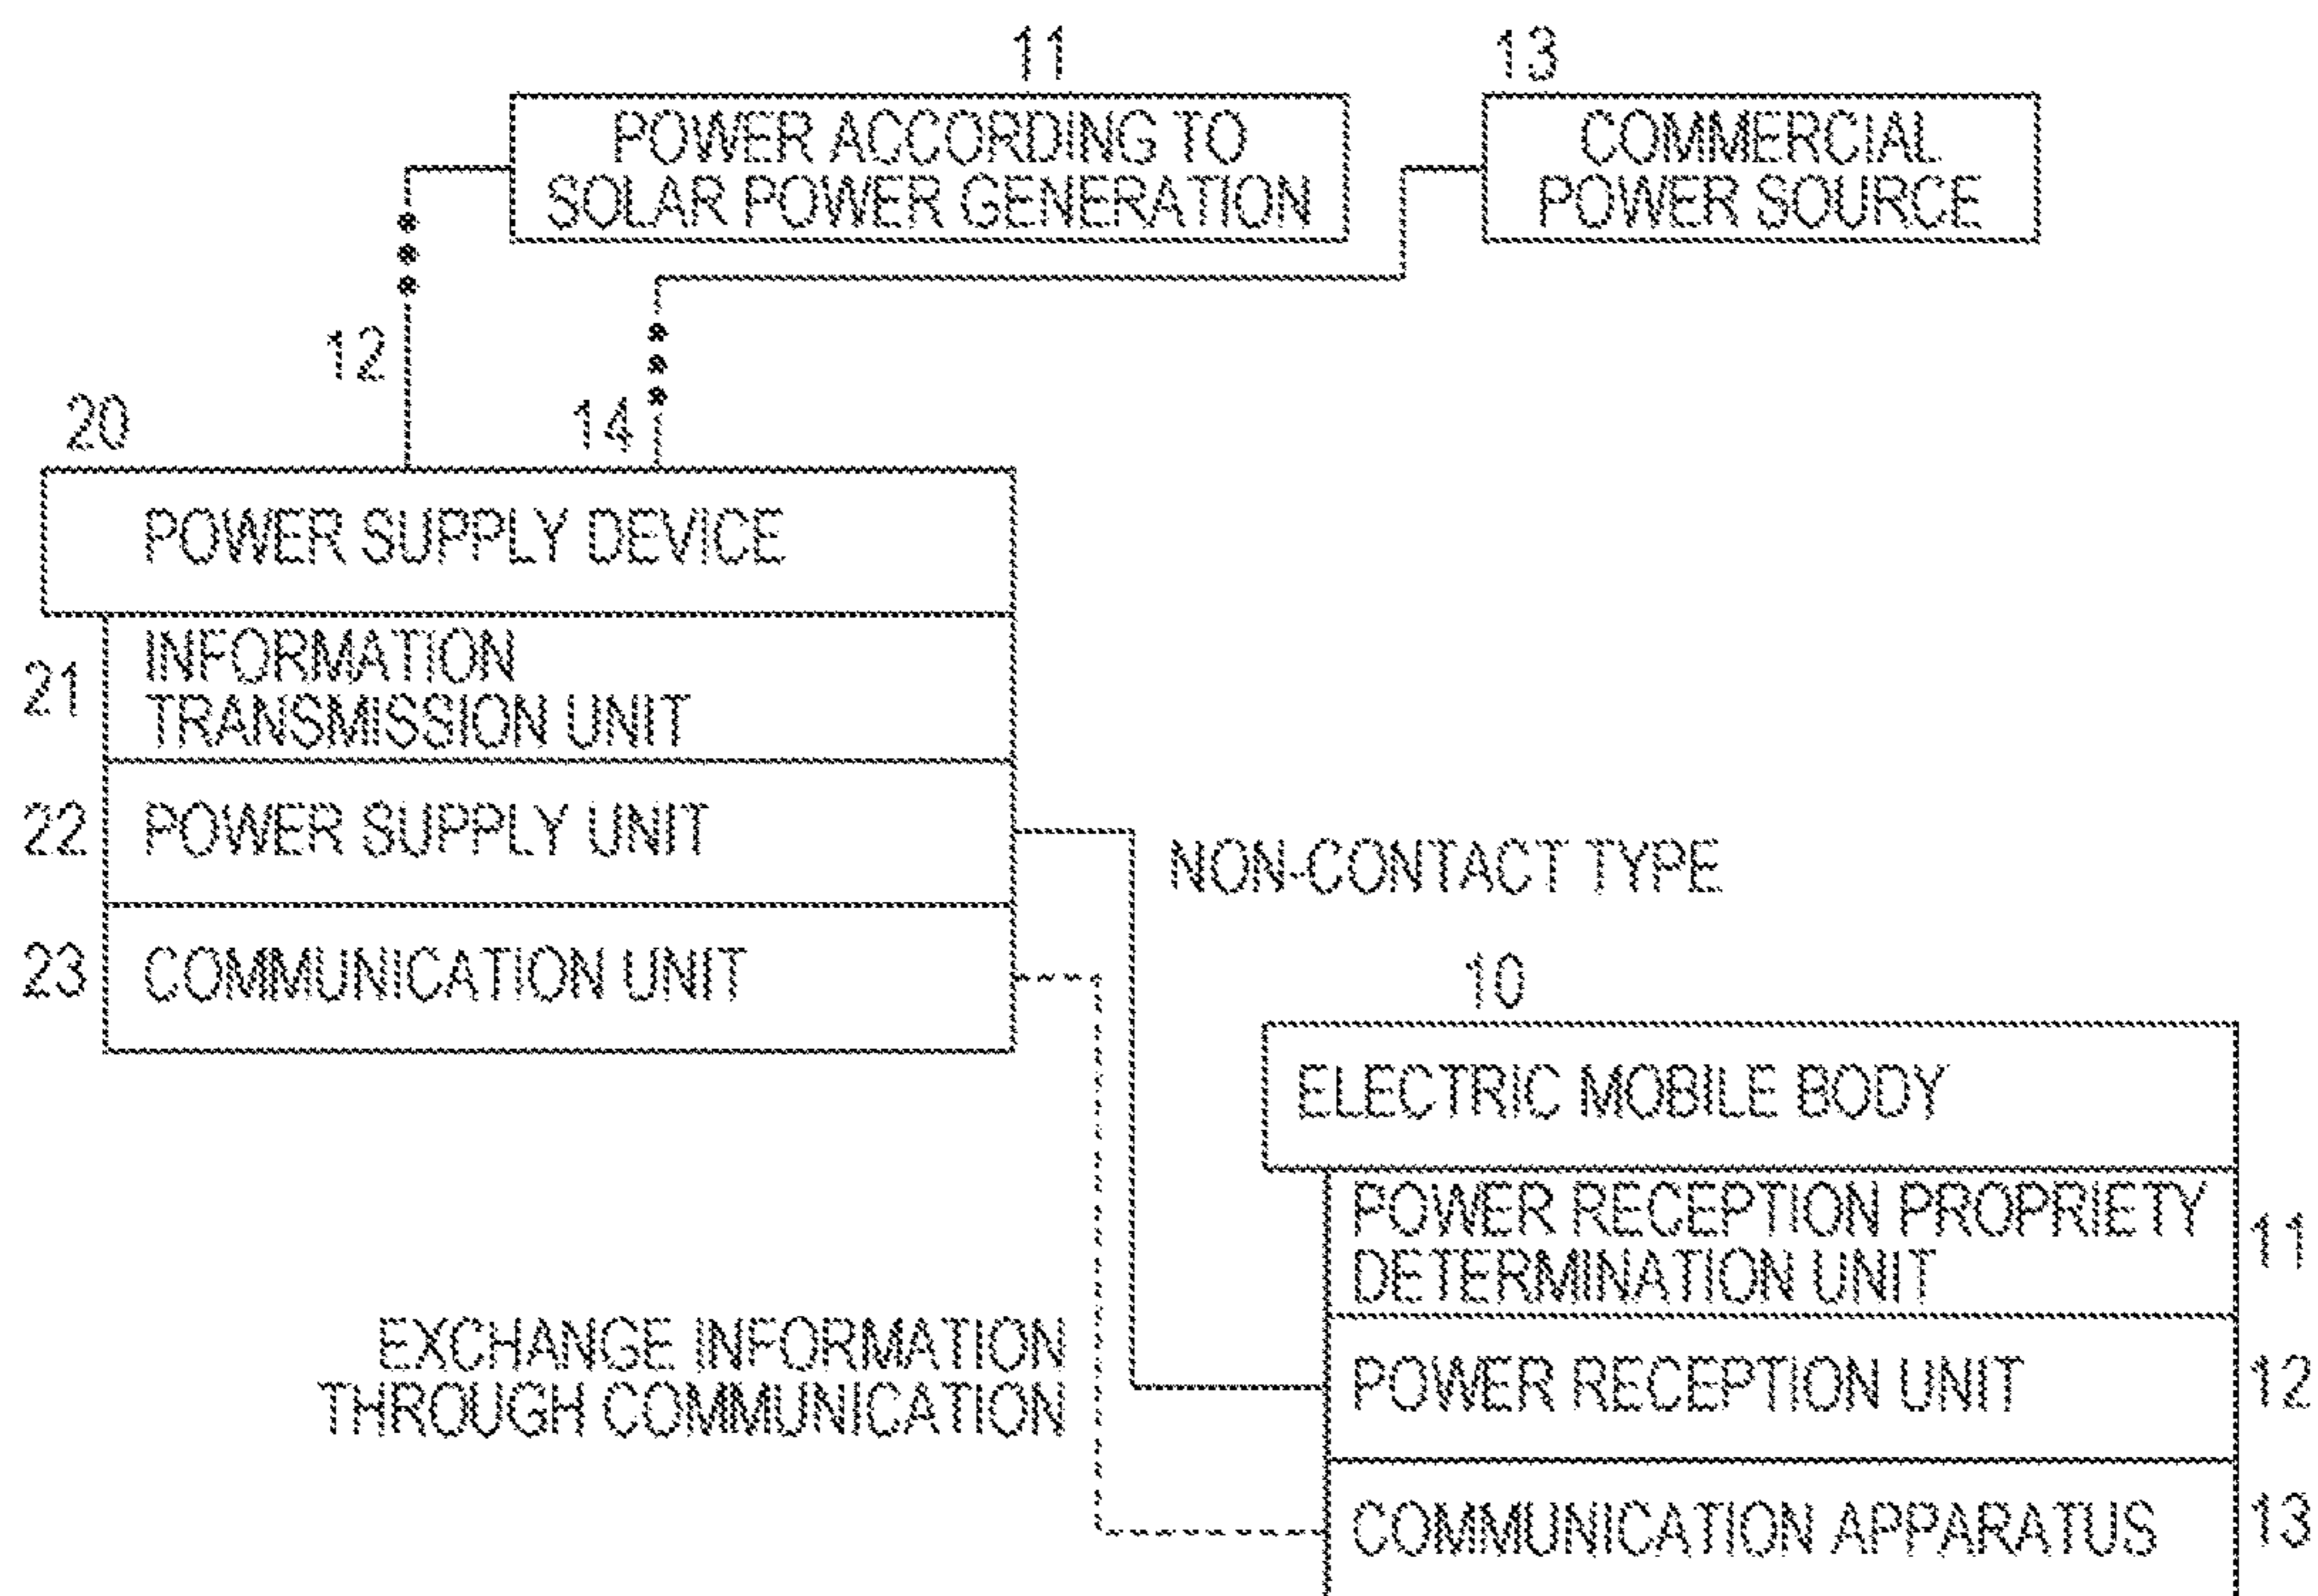 11
13
POWER ACCORDING TO
SOLAR POWER GENERATION
COMMERCIAL
POWER SOURCE
12
14
20
POWER SUPPLY DEVICE
21
INFORMATION
TRANSMISSION UNIT
22
POWER SUPPLY UNIT
NON-CONTACT TYPE
23
COMMUNICATION UNIT
10
ELECTRIC MOBILE BODY
POWER RECEPTION PROPRIETY
DETERMINATION UNIT
11
EXCHANGE INFORMATION
THROUGH COMMUNICATION
POWER RECEPTION UNIT
12
COMMUNICATION APPARATUS
13